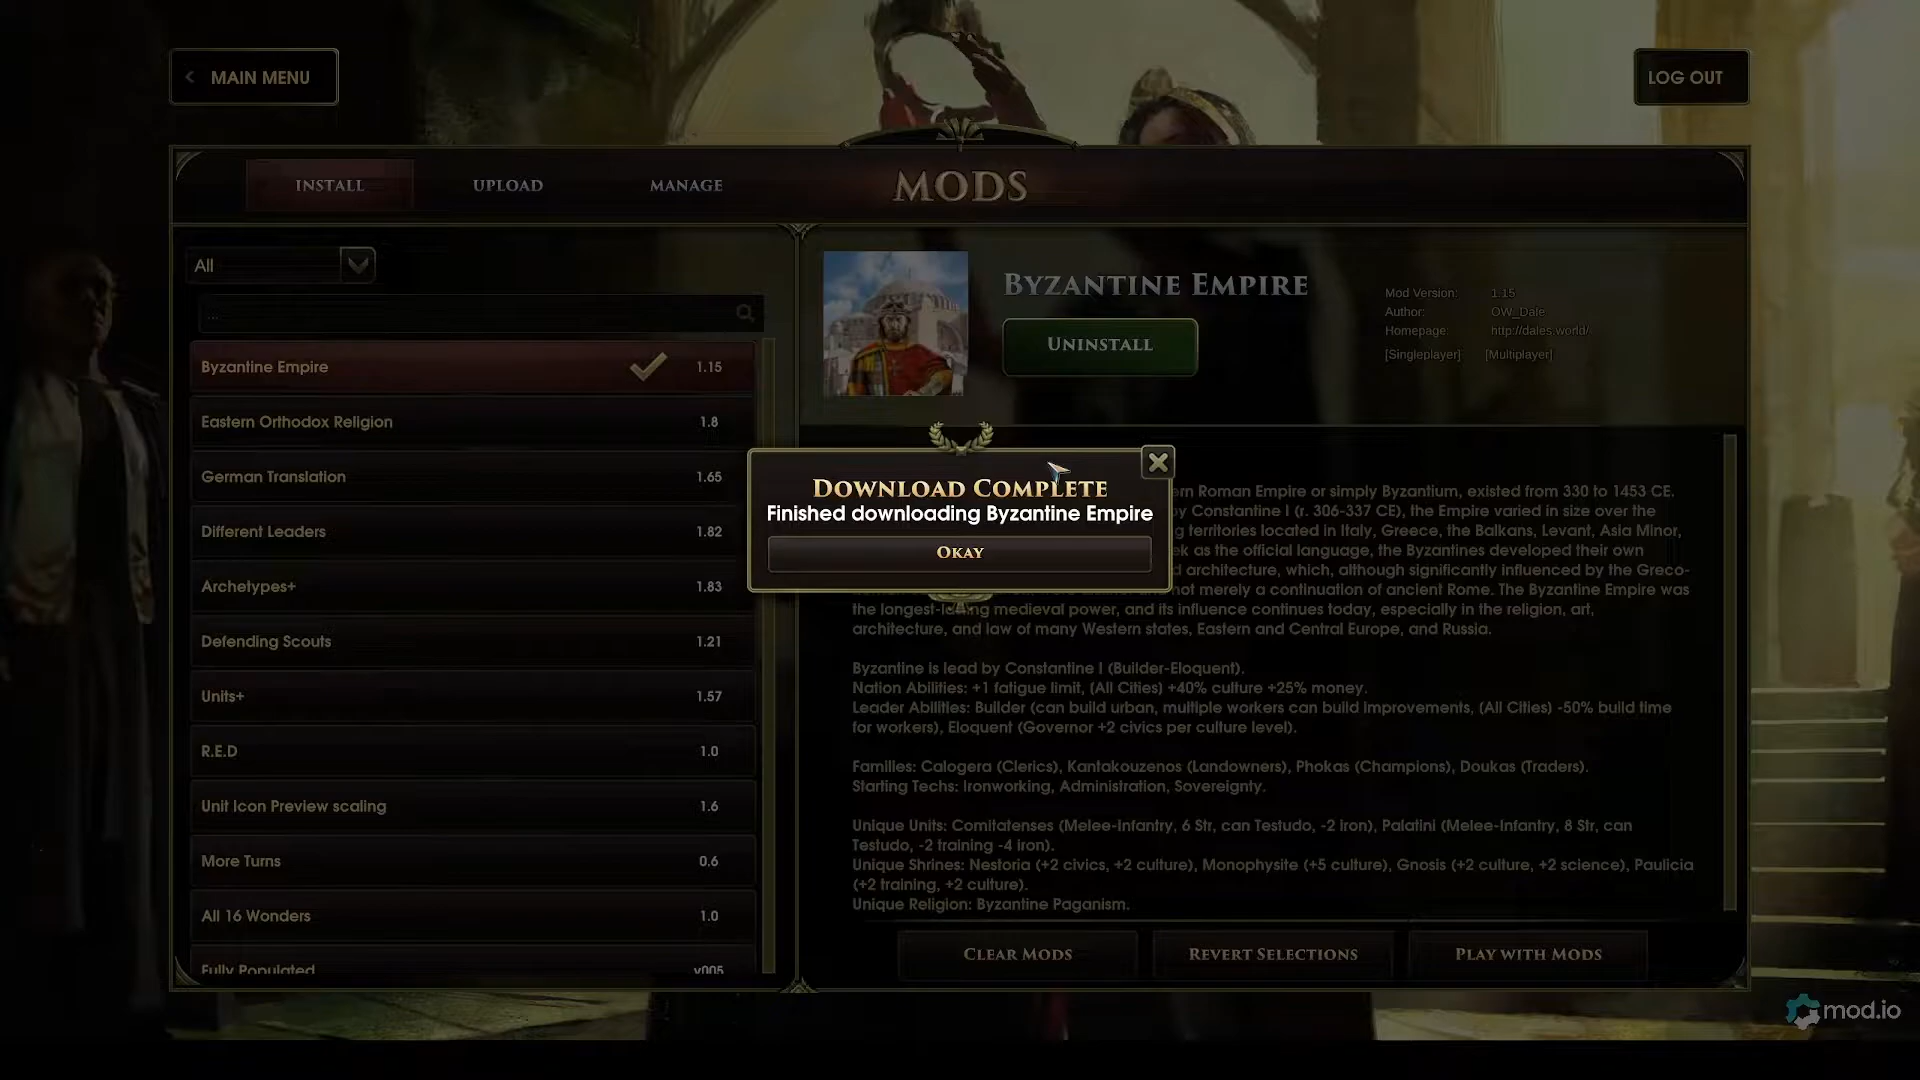 MAIN MENU
LOG OUT
INSTALL
UPLOAD
MANAGE
MODS
All
...
Byzantine Empire 1.15
Eastern Orthodox Religion 1.8
German Translation 1.65
Different Leaders 1.82
Archetypes+ 1.83
Defending Scouts 1.21
Units+ 1.57
R.E.D 1.0
Unit Icon Preview scaling 1.6
More Turns 0.6
All 16 Wonders 1.0
Fully Populated v005
Byzantine Empire
Uninstall
Mod Version: 1.15
Author: OW_Dale
Homepage: http://dales.world/
[Singleplayer] [Multiplayer]
Download Complete
Finished downloading Byzantine Empire
Okay
Roman Empire or simply Byzantium, existed from 330 to 1453 CE.
Constantine I (r. 306-337 CE), the Empire varied in size over the
territories located in Italy, Greece, the Balkans, Levant, Asia Minor,
as the official language, the Byzantines developed their own
architecture, which, although significantly influenced by the Greco-
not merely a continuation of ancient Rome. The Byzantine Empire was
the longest-lasting medieval power, and its influence continues today, especially in the religion, art,
architecture, and law of many Western states, Eastern and Central Europe, and Russia.
Byzantine is lead by Constantine I (Builder-Eloquent).
Nation Abilities: +1 fatigue limit, (All Cities) +40% culture +25% money.
Leader Abilities: Builder (can build urban, multiple workers can build improvements, (All Cities) -50% build time
for workers), Eloquent (Governor +2 civics per culture level).
Families: Calogera (Clerics), Kantakouzenos (Landowners), Phokas (Champions), Doukas (Traders).
Starting Techs: Ironworking, Administration, Sovereignty.
Unique Units: Comitatenses (Melee-Infantry, 6 Str, can Testudo, -2 iron), Palatini (Melee-Infantry, 8 Str, can
Testudo, -2 training -4 iron).
Unique Shrines: Nestoria (+2 civics, +2 culture), Monophysite (+5 culture), Gnosis (+2 culture, +2 science), Paulicia
(+2 training, +2 culture).
Unique Religion: Byzantine Paganism.
Clear Mods
Revert Selections
Play with Mods
mod.io